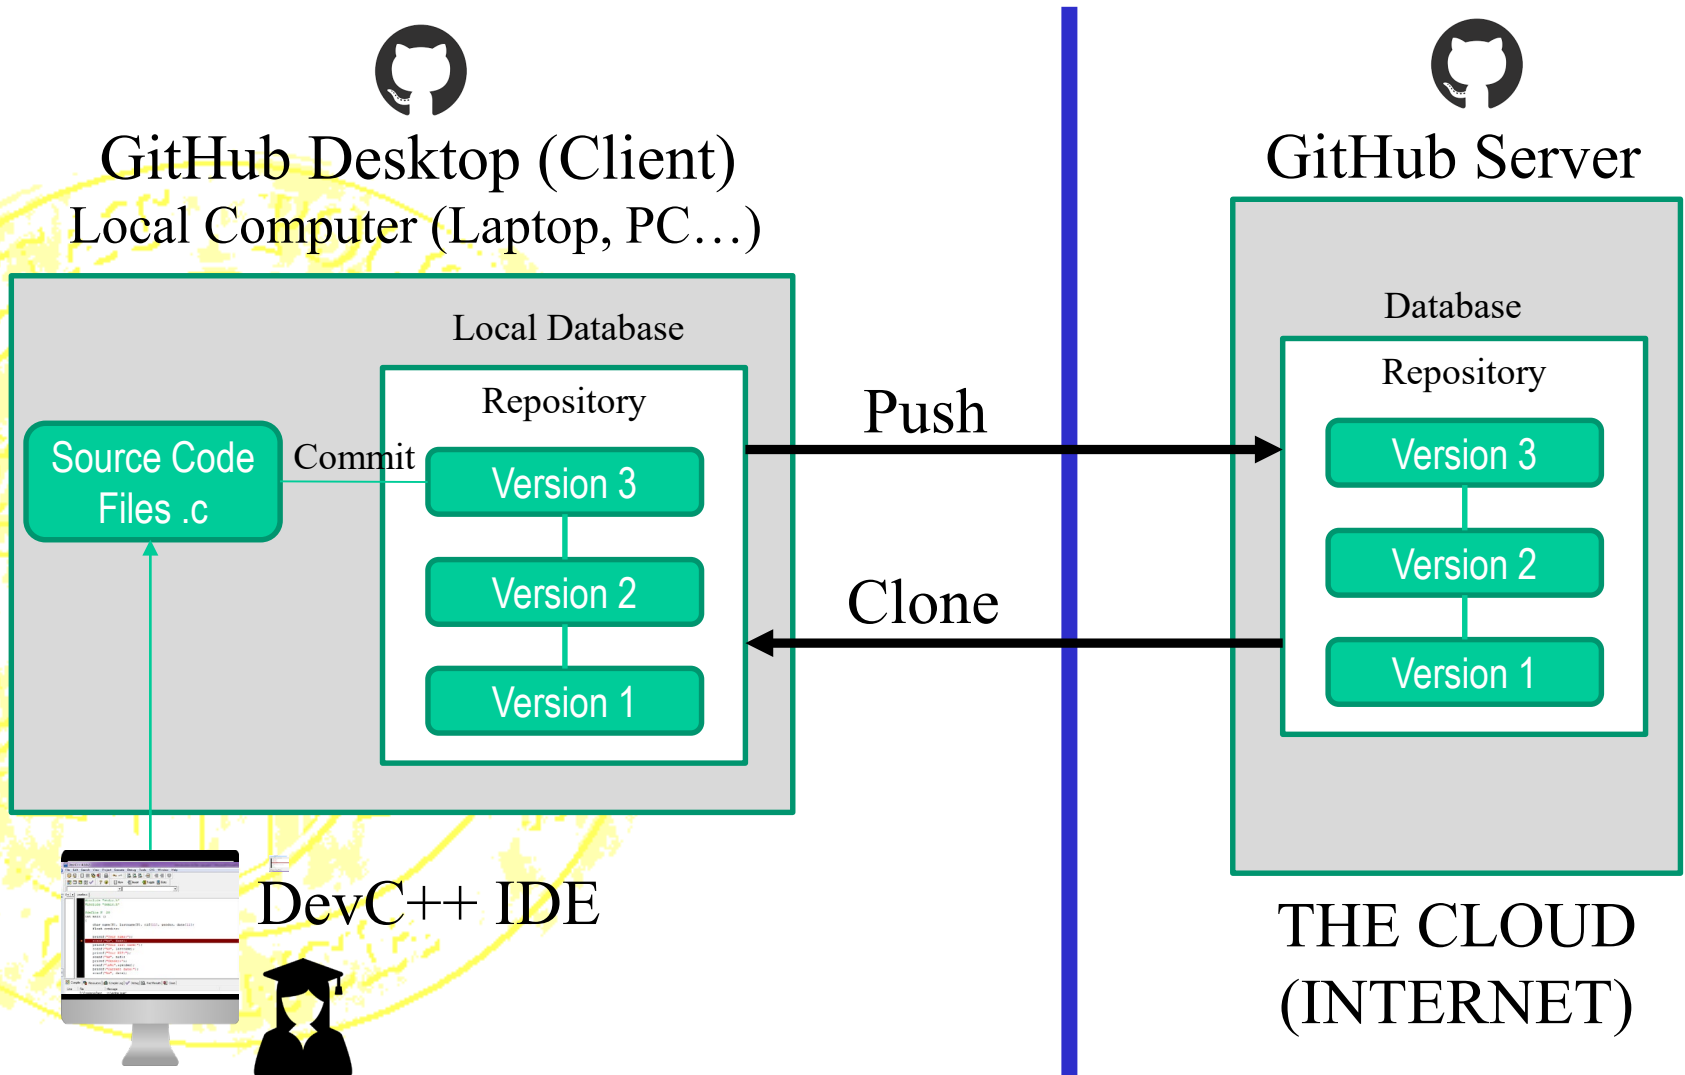 GitHub Desktop (Client)
Local Computer (Laptop, PC…)
Local Database
Repository
Source Code
Files .c
Commit
Version 3
Version 2
Version 1
Push
Clone
GitHub Server
Database
Repository
Version 3
Version 2
Version 1
DevC++ IDE
THE CLOUD
(INTERNET)